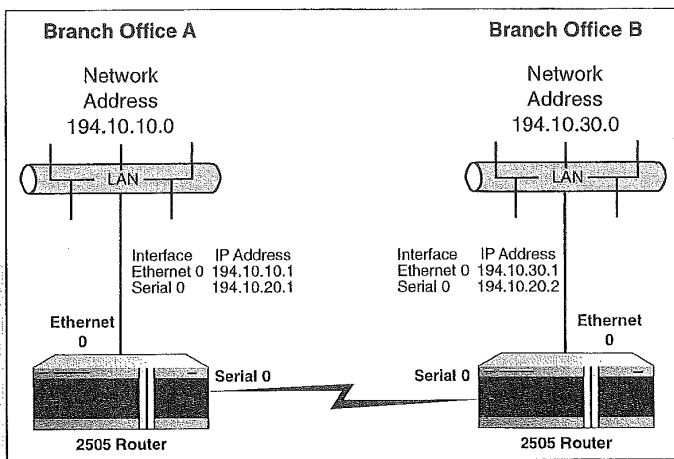 Branch Office A
Network
Address
194.10.10.0
LAN
Interface IP Address
Ethernet 0 194.10.10.1
Serial 0 194.10.20.1
Ethernet
0
Serial 0
2505 Router
Branch Office B
Network
Address
194.10.30.0
LAN
Interface IP Address
Ethernet 0 194.10.30.1
Serial 0 194.10.20.2
Ethernet
0
Serial 0
2505 Router